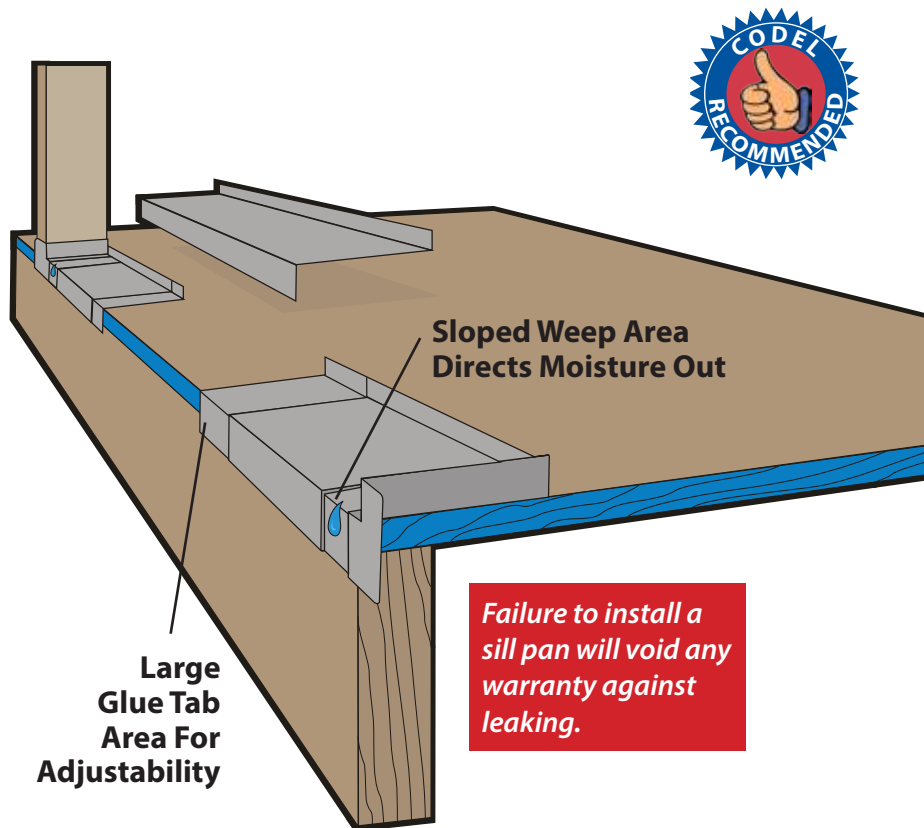 CODEL
RECOMMENDED
Sloped Weep Area
Directs Moisture Out
Large
Glue Tab
Area For
Adjustability
Failure to install a
sill pan will void any
warranty against
leaking.